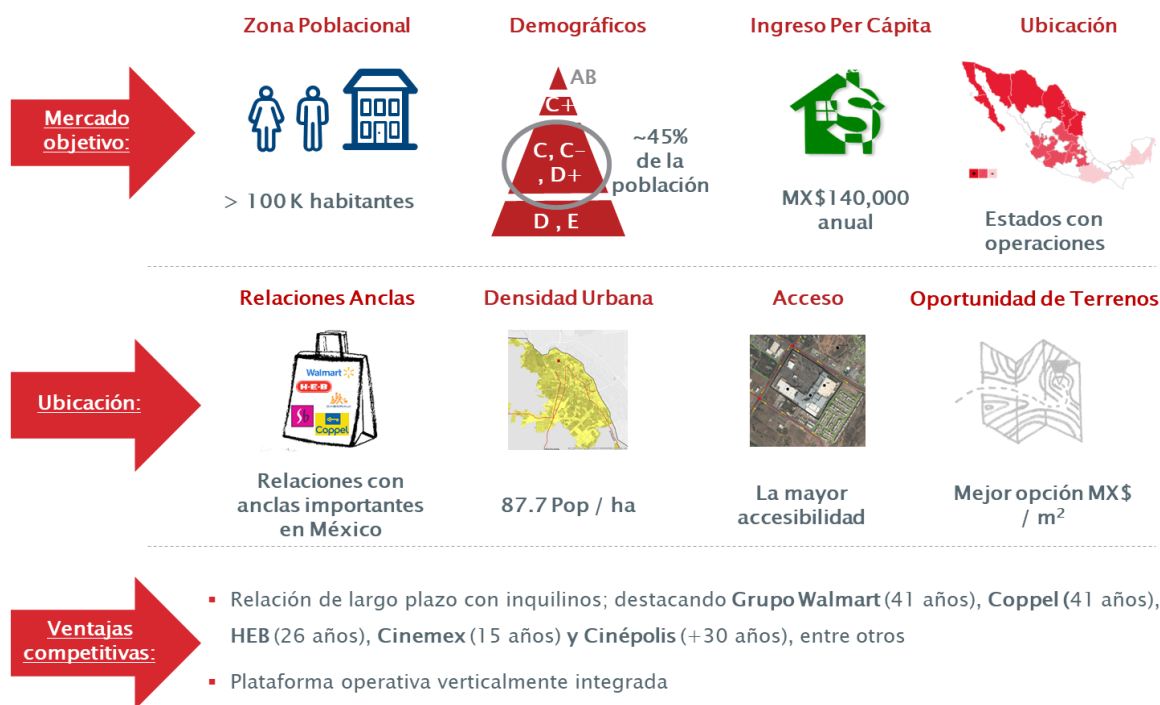 Zona Poblacional
Demográficos
Ingreso Per Cápita
Ubicación
Mercado
objetivo:
AB
C+
C, C-
, D+
D , E
~45%
de la
población
> 100 K habitantes
MX$140,000
anual
Estados con
operaciones
Relaciones Anclas
Densidad Urbana
Acceso
Oportunidad de Terrenos
Ubicación:
Walmart
H-E-B
Coppel
Relaciones con
anclas importantes
en México
87.7 Pop / ha
La mayor
accesibilidad
Mejor opción MX$
/ m²
Ventajas
competitivas:
▪ Relación de largo plazo con inquilinos; destacando Grupo Walmart (41 años), Coppel (41 años),
HEB (26 años), Cinemex (15 años) y Cinépolis (+30 años), entre otros
▪ Plataforma operativa verticalmente integrada